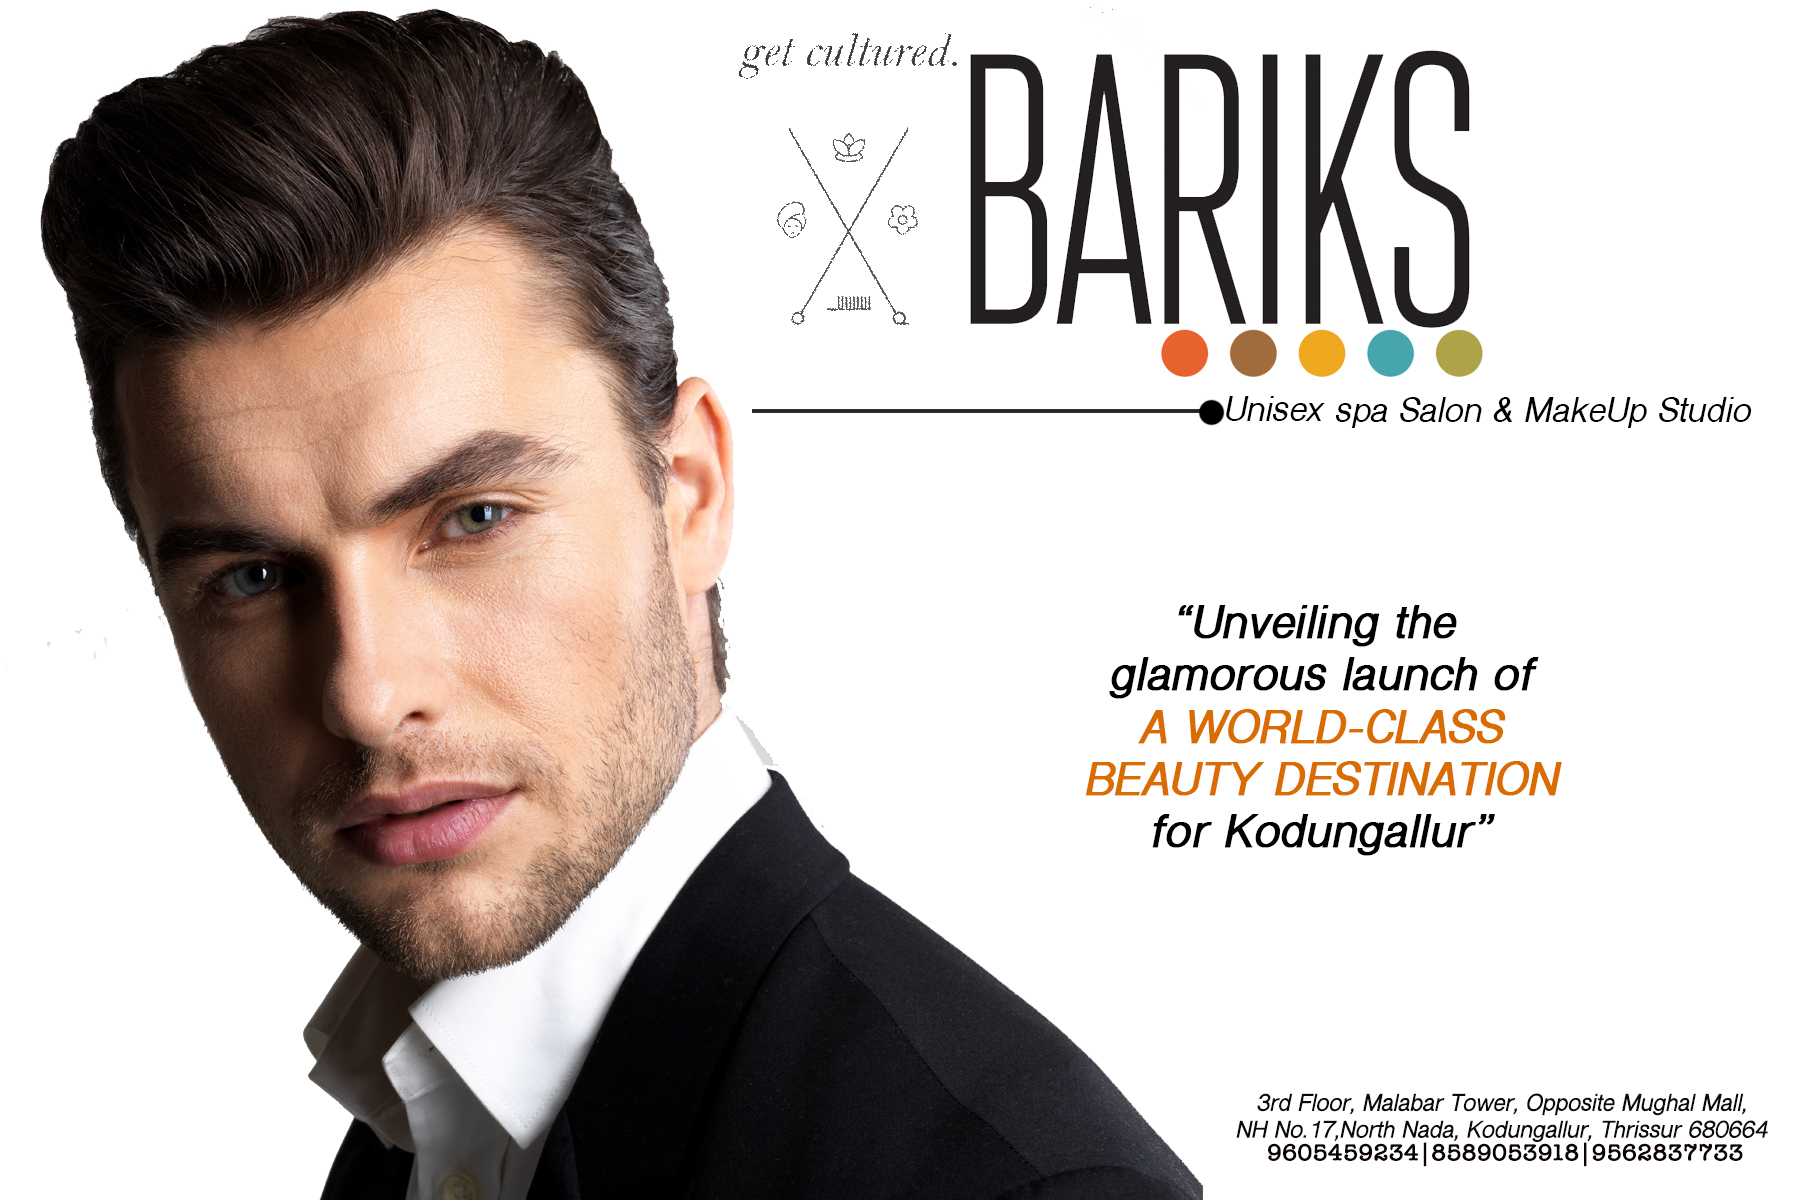 get cultured.
BARIKS
Unisex spa Salon & MakeUp Studio
“Unveiling the
glamorous launch of
A WORLD-CLASS
BEAUTY DESTINATION
for Kodungallur”
3rd Floor, Malabar Tower, Opposite Mughal Mall,
NH No.17,North Nada, Kodungallur, Thrissur 680664
9605459234|8589053918|9562837733